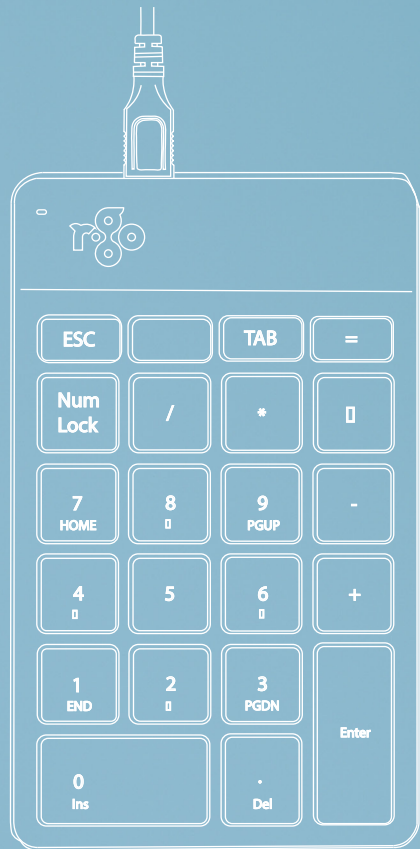 rgo
ESC TAB =
Num
Lock / * ▯
7 8 9 -
HOME ▯ PGUP
4 5 6 +
▯ ▯
1 2 3
END ▯ PGDN
Enter
0 .
Ins Del